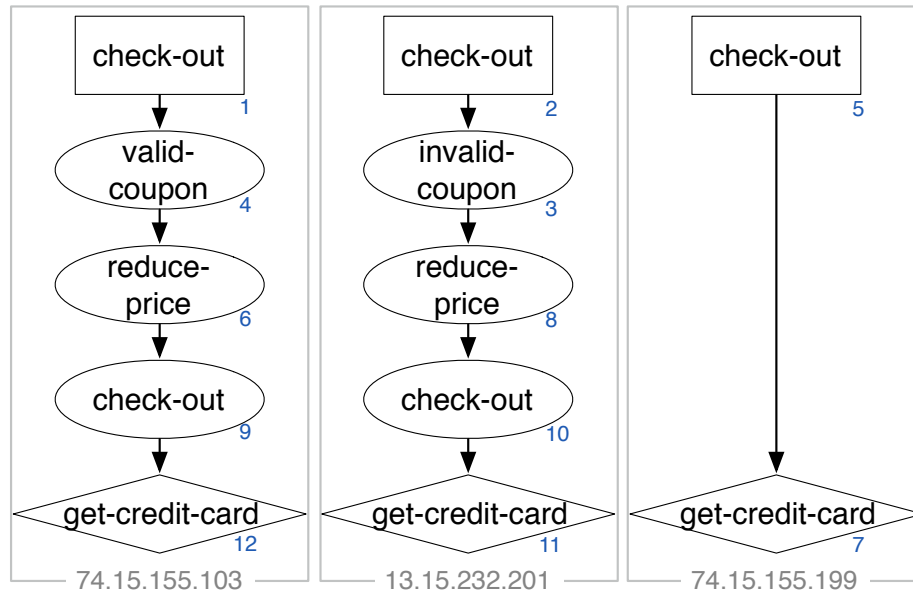 check-out
1
valid-
coupon
4
reduce-
price
6
check-out
9
get-credit-card
12
74.15.155.103
check-out
2
invalid-
coupon
3
reduce-
price
8
check-out
10
get-credit-card
11
13.15.232.201
check-out
5
get-credit-card
7
74.15.155.199